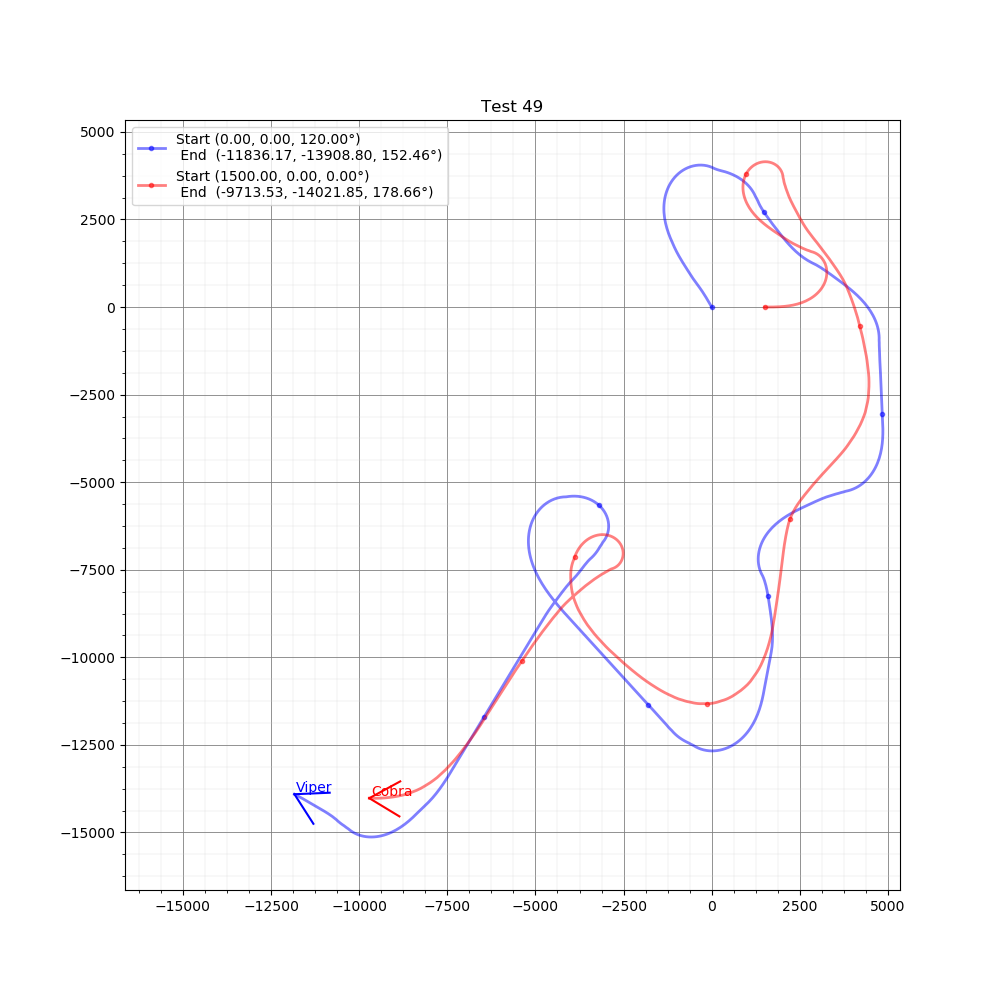 Test 49
Start (0.00, 0.00, 120.00°)
End (-11836.17, -13908.80, 152.46°)
Start (1500.00, 0.00, 0.00°)
End (-9713.53, -14021.85, 178.66°)
5000
2500
0
−2500
−5000
−7500
−10000
−12500
−15000
Viper
Cobra
−15000 −12500 −10000 −7500 −5000 −2500 0 2500 5000